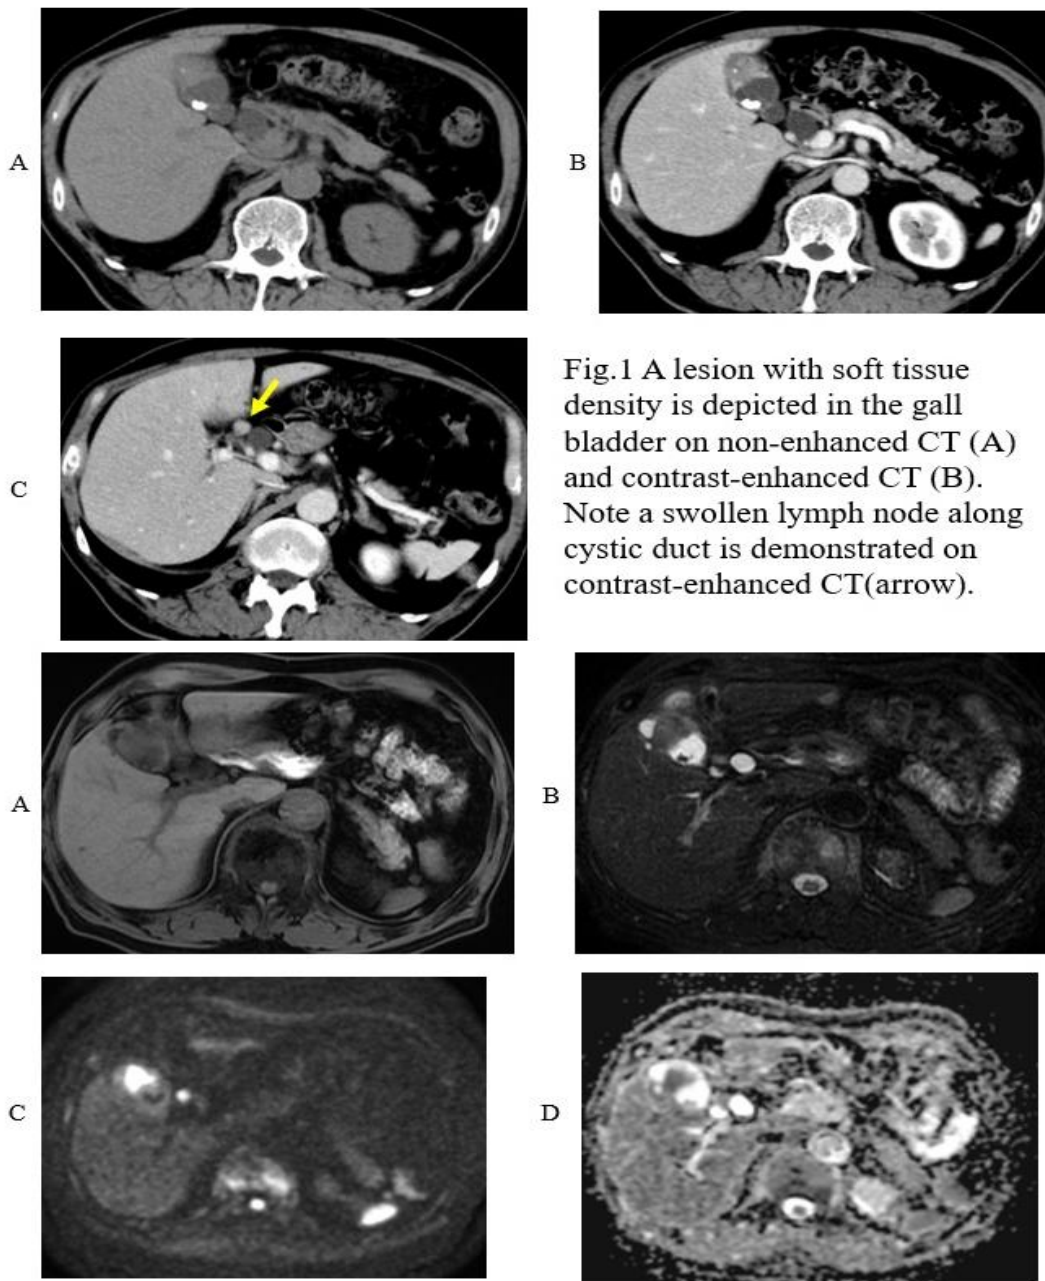 A
B
C
Fig.1 A lesion with soft tissue
density is depicted in the gall
bladder on non-enhanced CT (A)
and contrast-enhanced CT (B).
Note a swollen lymph node along
cystic duct is demonstrated on
contrast-enhanced CT(arrow).
A
B
C
D